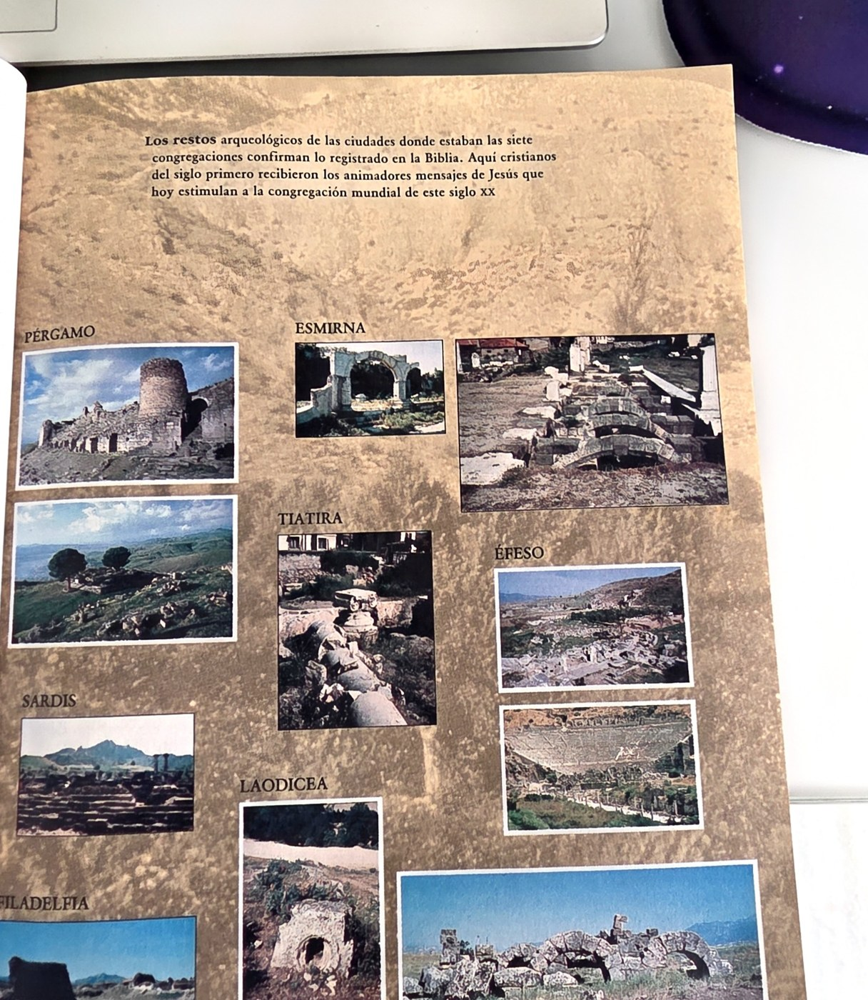 Los restos arqueológicos de las ciudades donde estaban las siete
congregaciones confirman lo registrado en la Biblia. Aquí cristianos
del siglo primero recibieron los animadores mensajes de Jesús que
hoy estimulan a la congregación mundial de este siglo XX
PÉRGAMO
ESMIRNA
TIATIRA
ÉFESO
SARDIS
LAODICEA
FILADELFIA